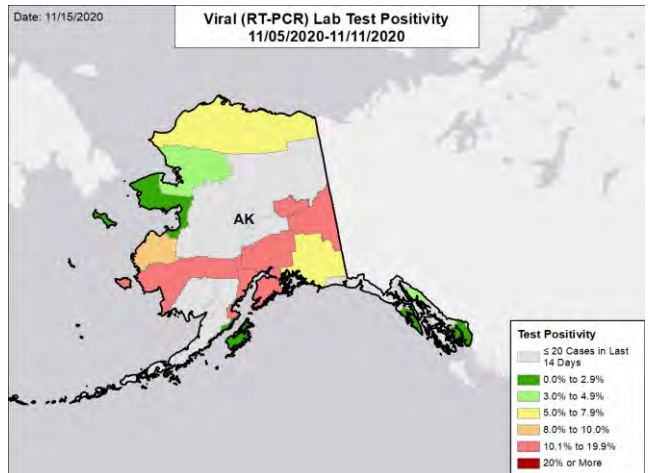 Date: 11/15/2020
Viral (RT-PCR) Lab Test Positivity
11/05/2020-11/11/2020
AK
Test Positivity
≤ 20 Cases in Last
14 Days
0.0% to 2.9%
3.0% to 4.9%
5.0% to 7.9%
8.0% to 10.0%
10.1% to 19.9%
20% or More